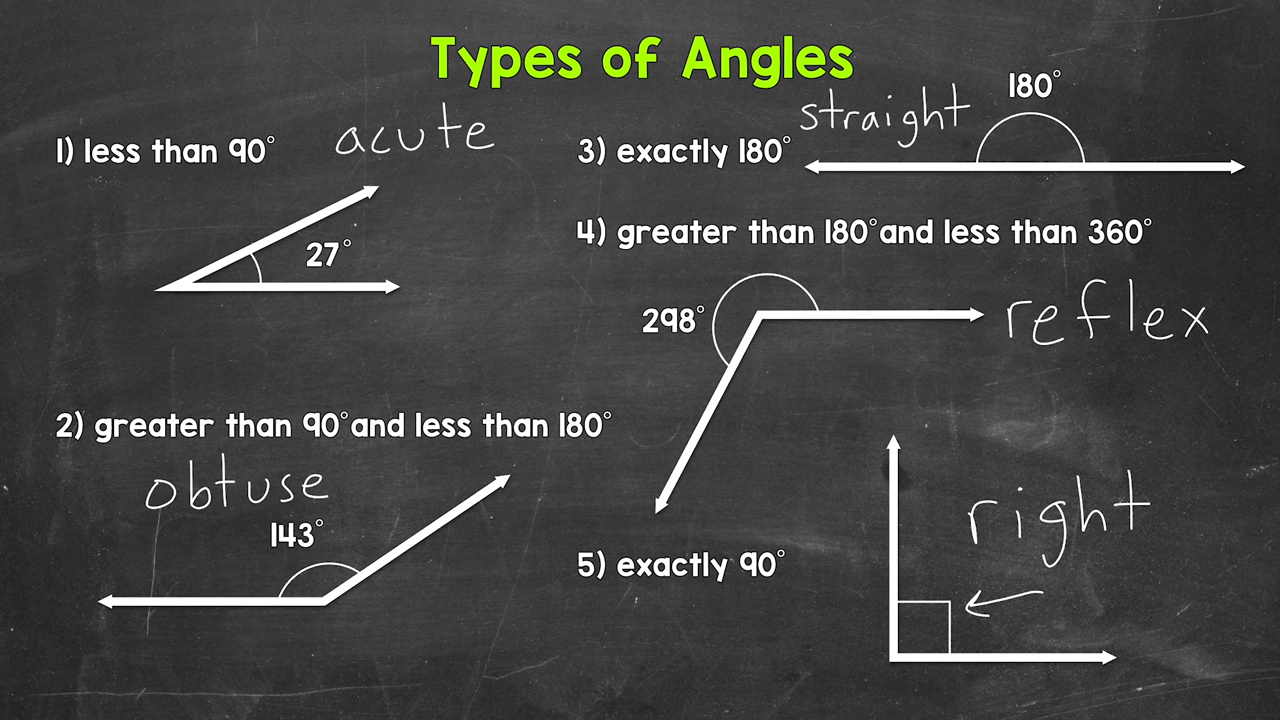 Types of Angles
1) less than 90°
acute
27°
2) greater than 90° and less than 180°
obtuse
143°
3) exactly 180°
straight
180°
4) greater than 180° and less than 360°
298°
reflex
5) exactly 90°
right